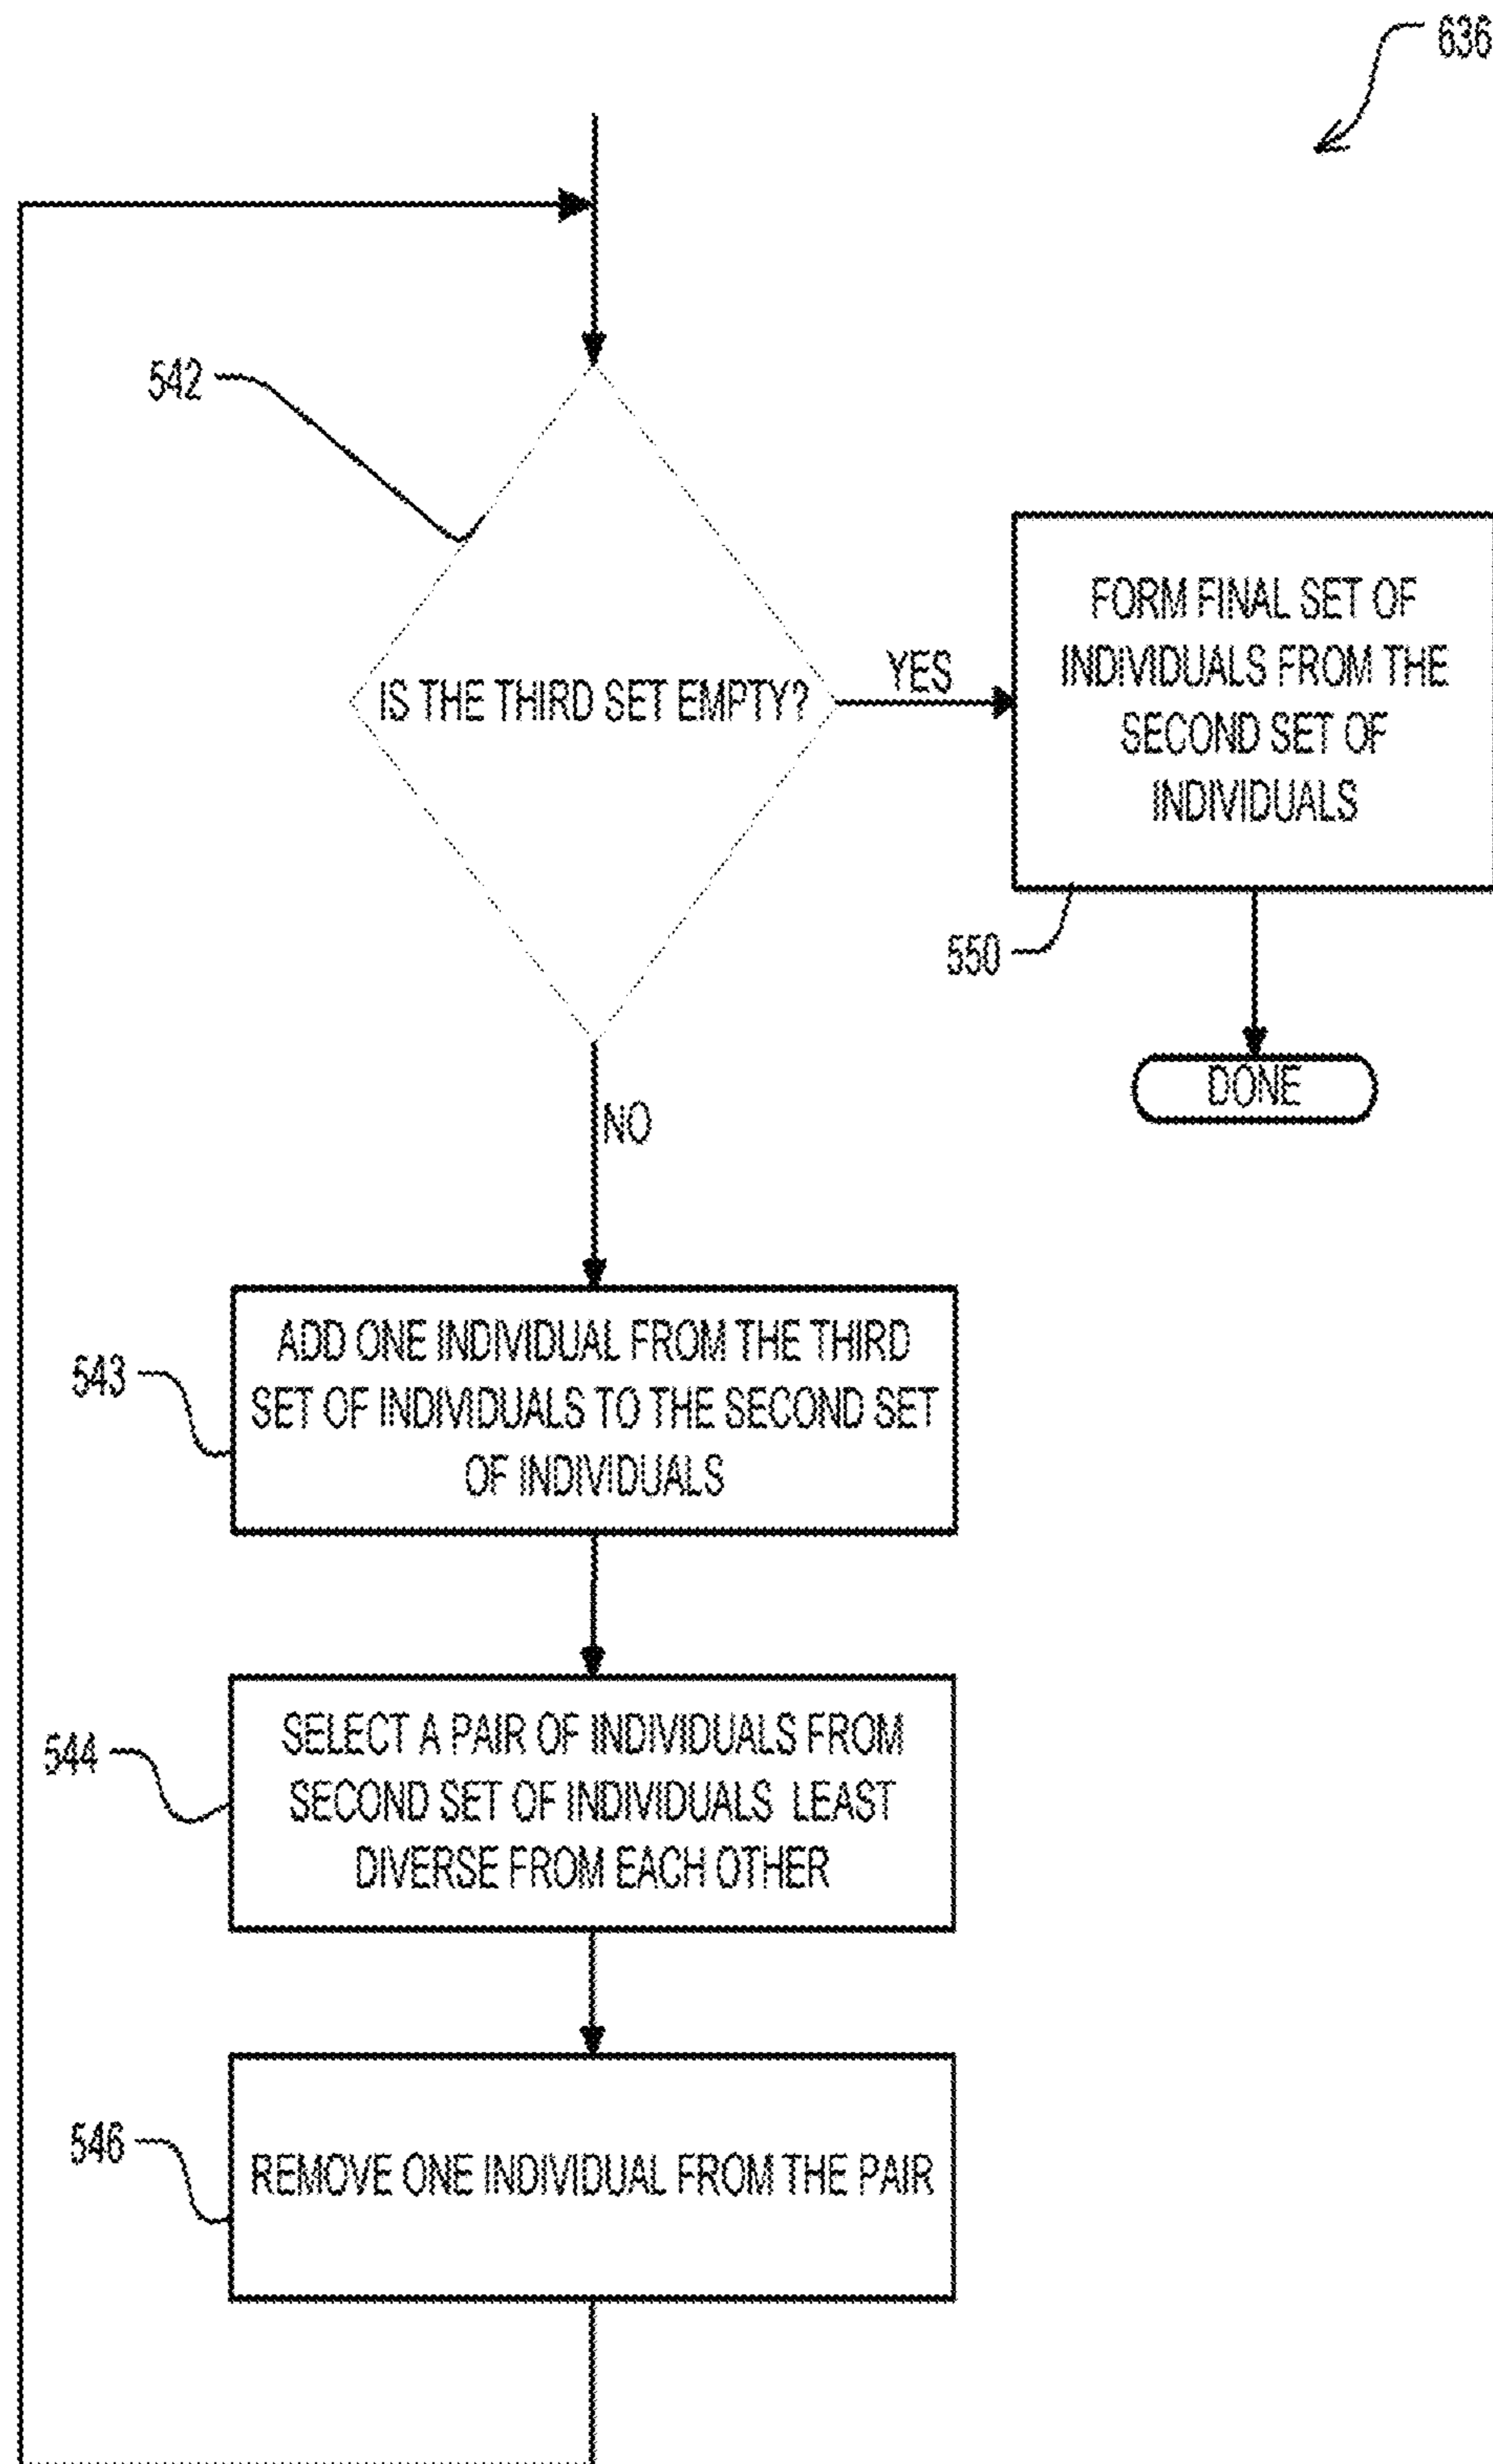 636
542
IS THE THIRD SET EMPTY?
YES
FORM FINAL SET OF
INDIVIDUALS FROM THE
SECOND SET OF
INDIVIDUALS
550
DONE
NO
543
ADD ONE INDIVIDUAL FROM THE THIRD
SET OF INDIVIDUALS TO THE SECOND SET
OF INDIVIDUALS
544
SELECT A PAIR OF INDIVIDUALS FROM
SECOND SET OF INDIVIDUALS LEAST
DIVERSE FROM EACH OTHER
546
REMOVE ONE INDIVIDUAL FROM THE PAIR